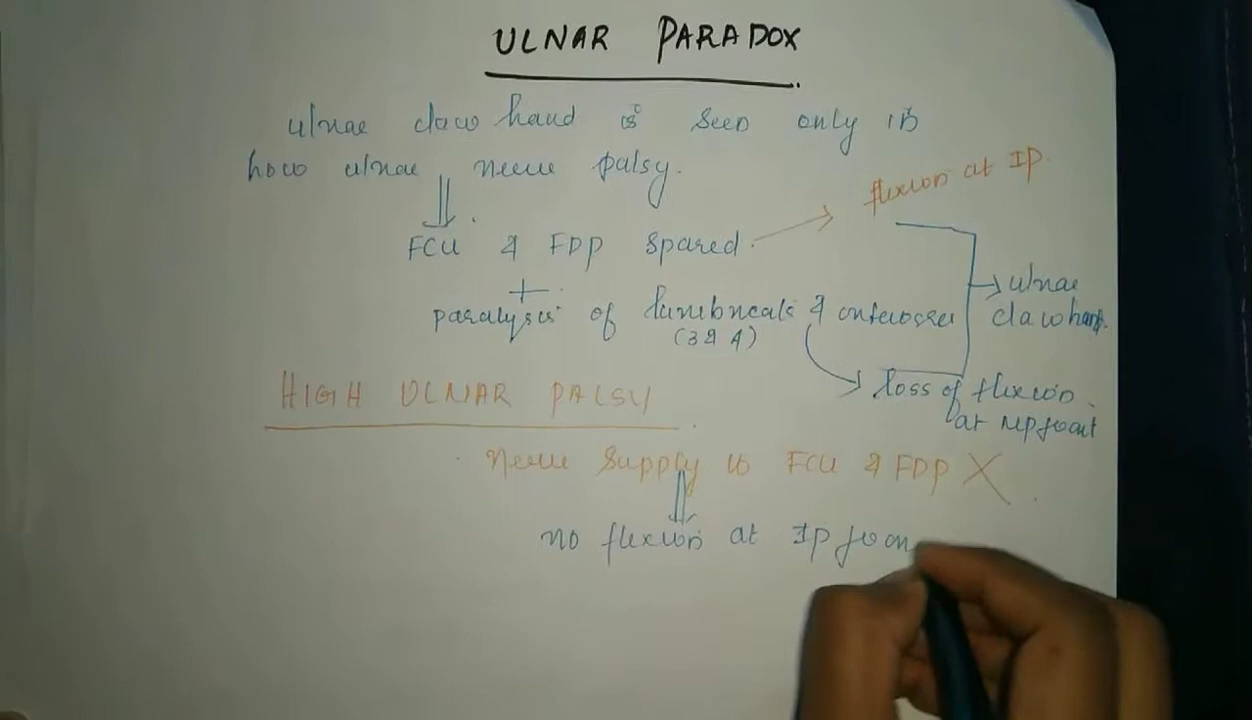 ULNAR PARADOX
ulnar claw hand is seen only in
low ulnar nerve palsy.
FCU & FDP spared
flexion at IP.
+
paralysis of lumbricals & interossei
(3 & 4)
ulnar
claw hand.
loss of flexion
at mp joint
HIGH ULNAR PALSY
Nerve supply to FCU & FDP X
no flexion at IP join